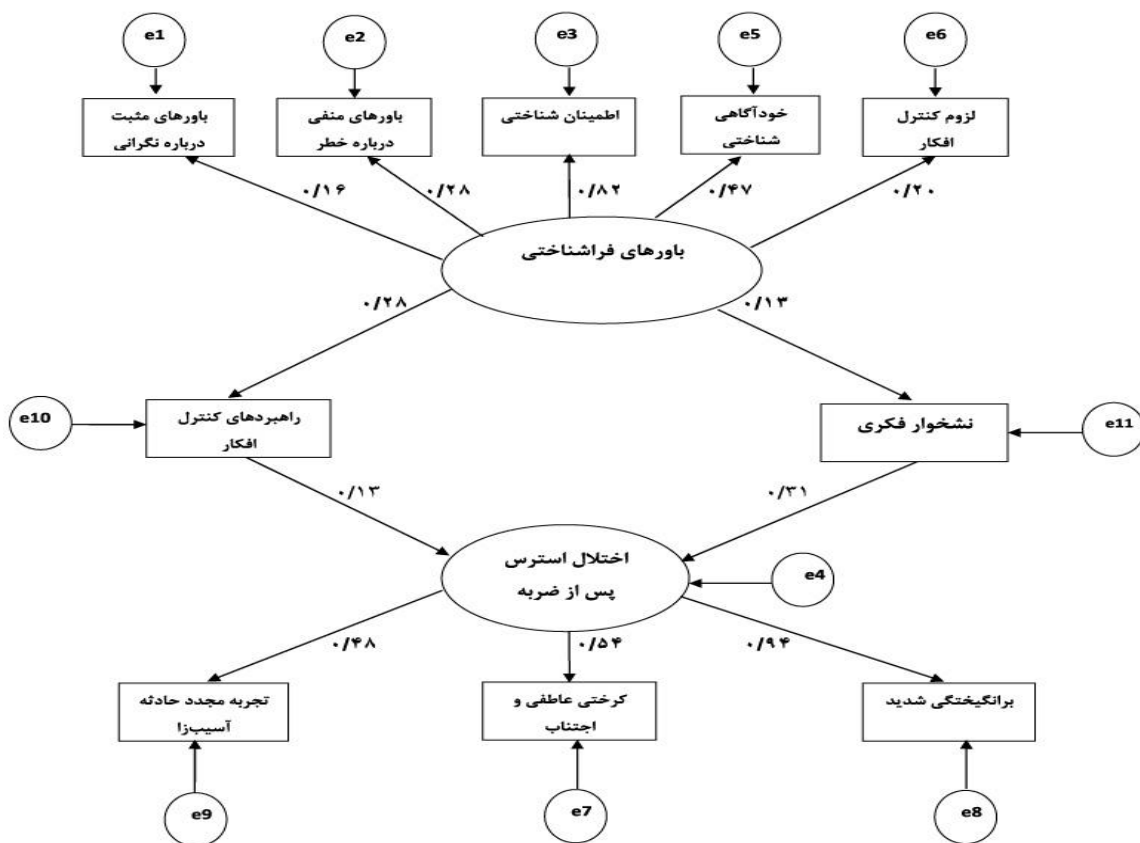 e1
e2
e3
e5
e6
باورهای مثبت
درباره نگرانی
باورهای منفی
درباره خطر
اطمینان شناختی
خودآگاهی
شناختی
لزوم کنترل
افکار
۰/۱۶
۰/۲۸
۰/۸۲
۰/۴۷
۰/۲۰
باورهای فراشناختی
۰/۲۸
۰/۱۳
e10
راهبردهای کنترل
افکار
نشخوار فکری
e11
۰/۱۳
۰/۳۱
اختلال استرس
پس از ضربه
e4
۰/۴۸
۰/۵۴
۰/۹۴
تجربه مجدد حادثه
آسیب‌زا
کرختی عاطفی و
اجتناب
برانگیختگی شدید
e9
e7
e8